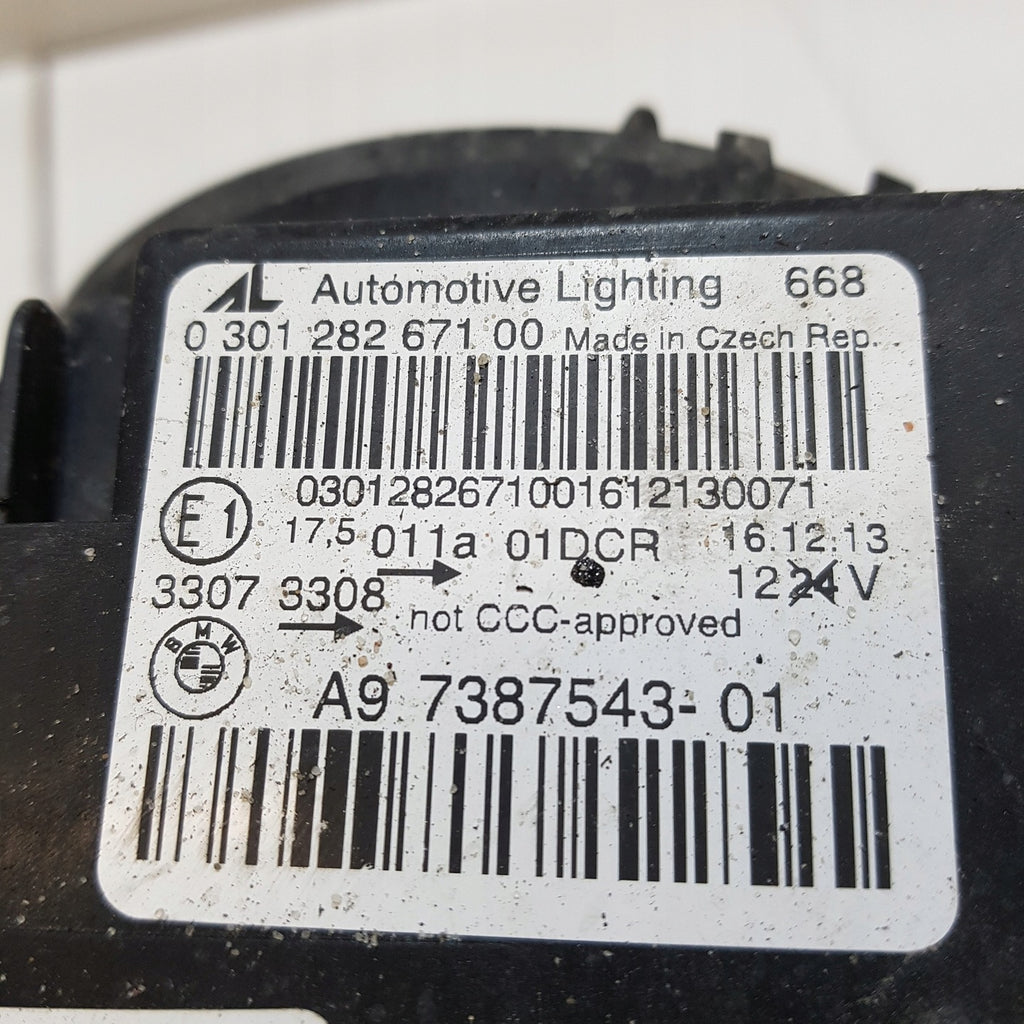 AL Automotive Lighting 668
0 301 282 671 00 Made in Czech Rep.
0301282671001612130071
E1 17,5 011a 01DCR 16.12.13
12 24 V
3307 3308
not CCC-approved
BMW
A9 7387543-01